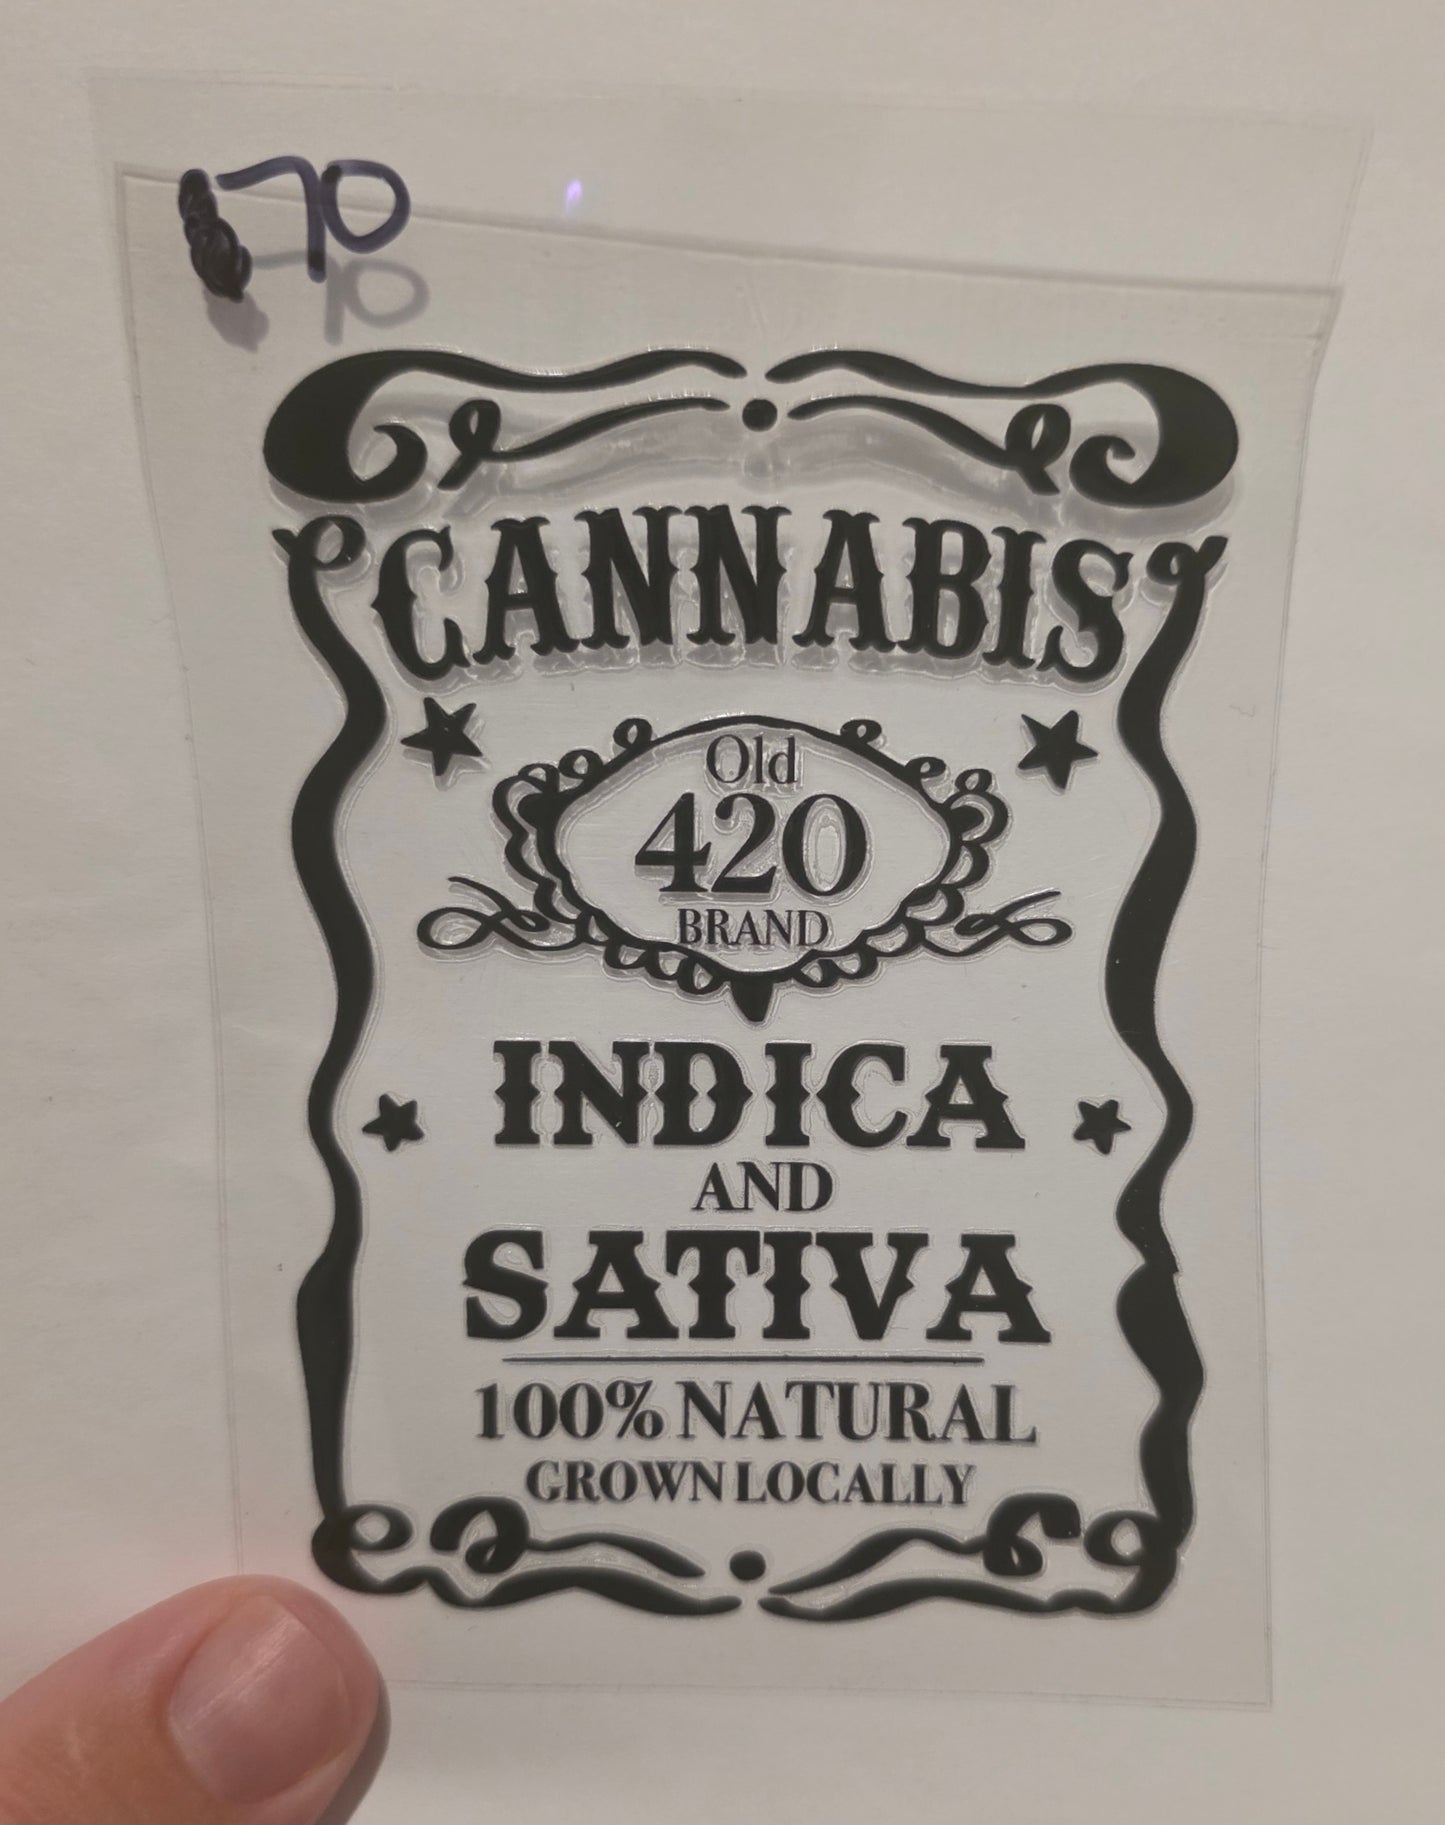 70
CANNABIS
Old
420
BRAND
INDICA
AND
SATIVA
100% NATURAL
GROWN LOCALLY